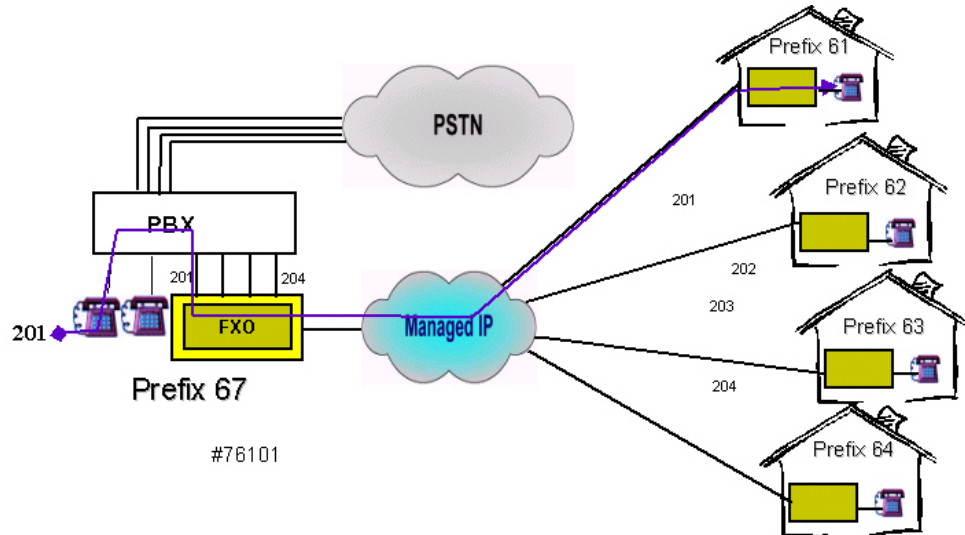 Prefix 61
PSTN
Prefix 62
201
PBX
202
201
204
203
201
FXO
Managed IP
Prefix 63
204
Prefix 67
#76101
Prefix 64